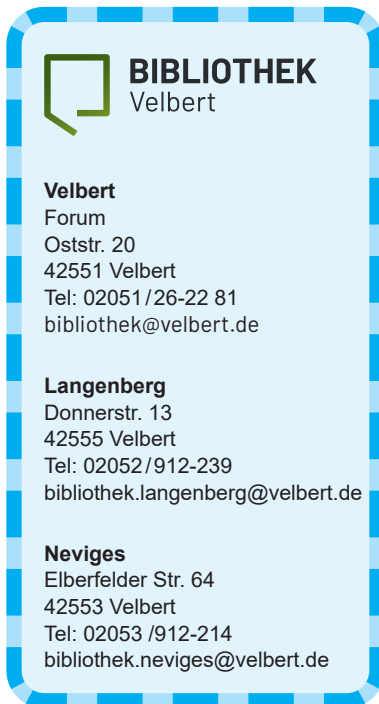 BIBLIOTHEK
Velbert
Velbert
Forum
Oststr. 20
42551 Velbert
Tel: 02051/26-22 81
bibliothek@velbert.de
Langenberg
Donnerstr. 13
42555 Velbert
Tel: 02052/912-239
bibliothek.langenberg@velbert.de
Neviges
Elberfelder Str. 64
42553 Velbert
Tel: 02053 /912-214
bibliothek.neviges@velbert.de